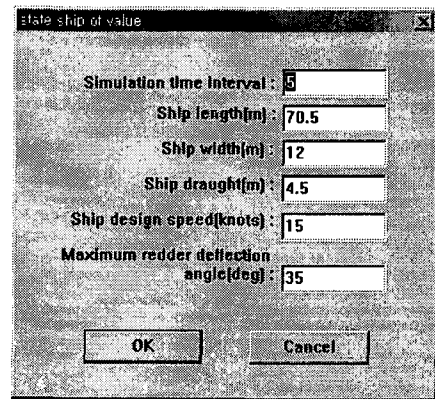 state ship of value
Simulation time interval : 5
Ship length(m) : 70.5
Ship width(m) : 12
Ship draught(m) : 4.5
Ship design speed(knots) : 15
Maximum redder deflection
angle(deg) : 35
OK Cancel